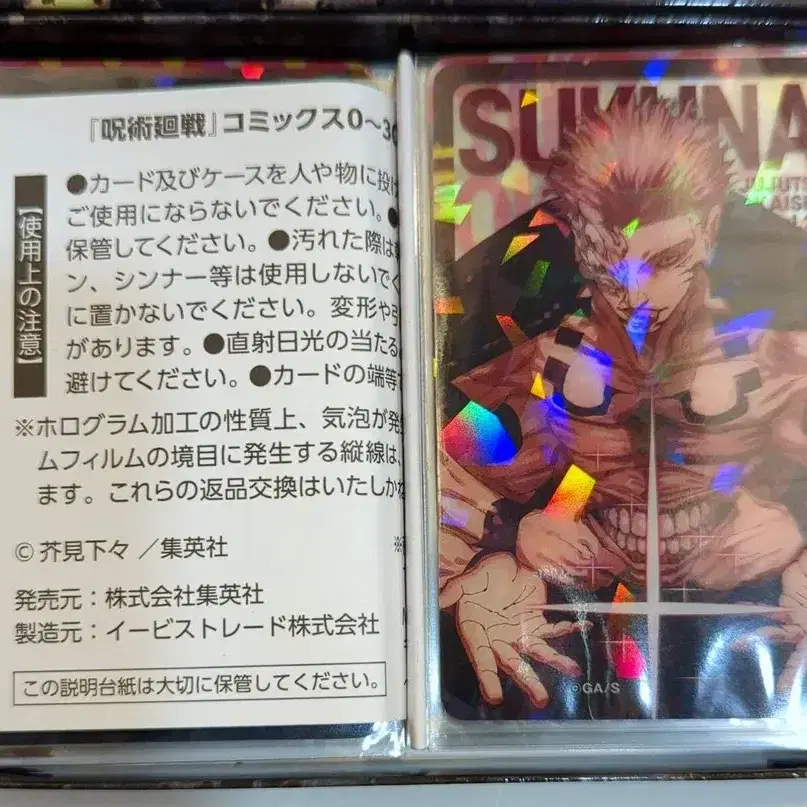 『呪術廻戦』コミックス0～30
【使用上の注意】
●カード及びケースを人や物に投げ
ご使用にならないでください。●
保管してください。●汚れた際は
ン、シンナー等は使用しないでく
に置かないでください。変形や
があります。●直射日光の当たる
避けてください。●カードの端等
※ホログラム加工の性質上、気泡が発
ムフィルムの境目に発生する縦線は、
ます。これらの返品交換はいたしかね
© 芥見下々 ／集英社
発売元：株式会社集英社
製造元：イービストレード株式会社
この説明台紙は大切に保管してください。
SUKUNA
JUJUT
KAIS
©GA/S